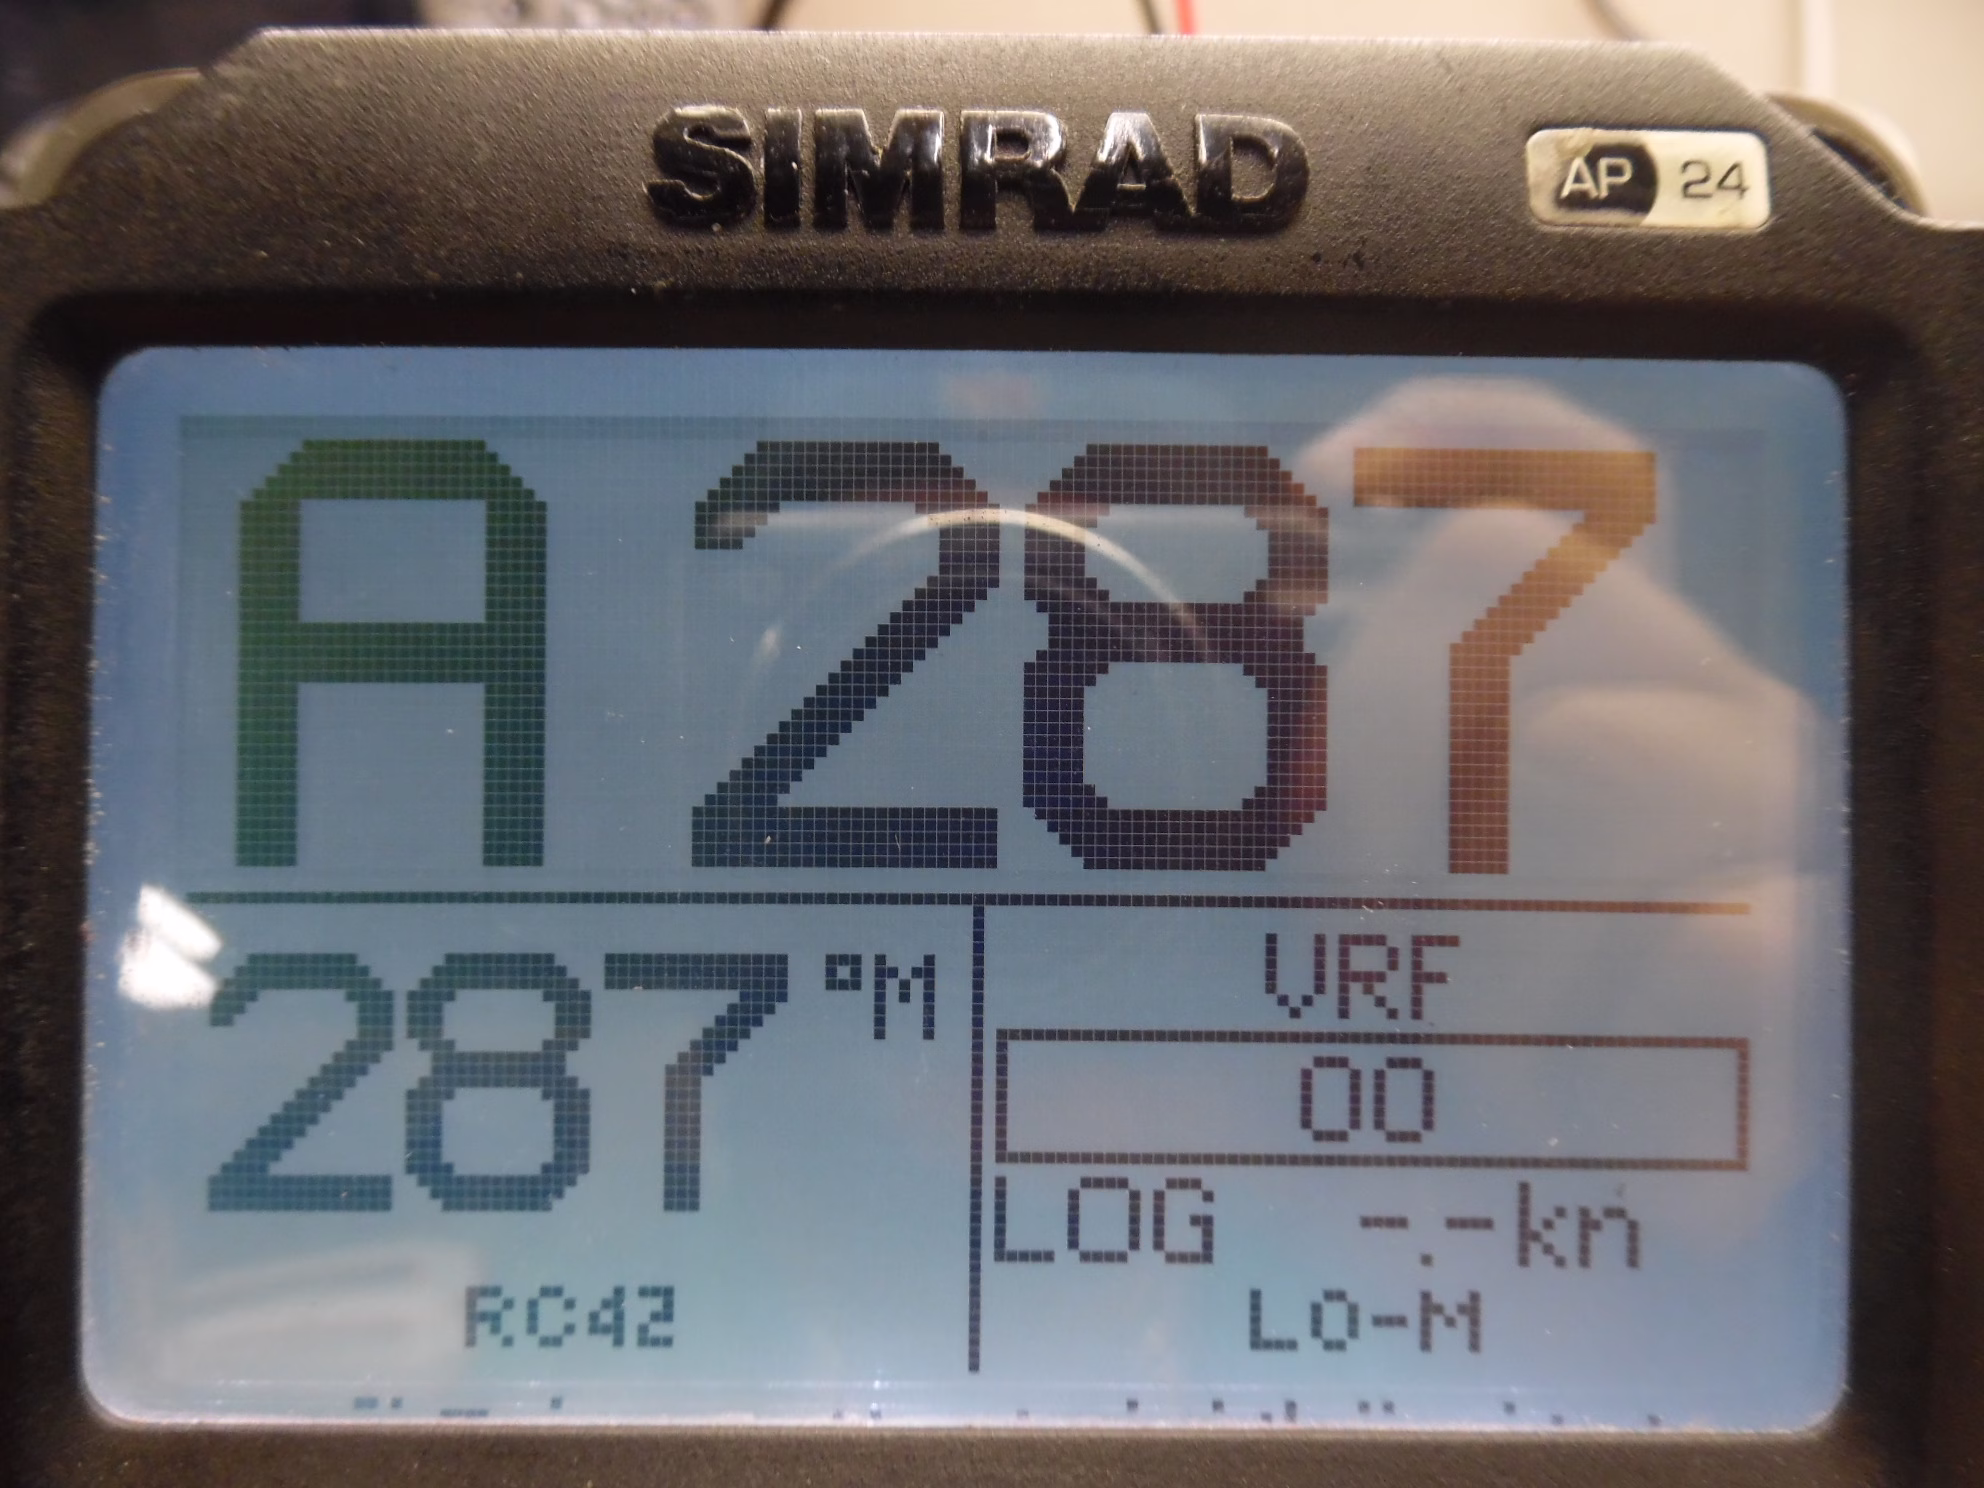 SIMRAD
AP 24
A 287
287 °M
RC42
VRF
00
LOG -.-kn
LO-M